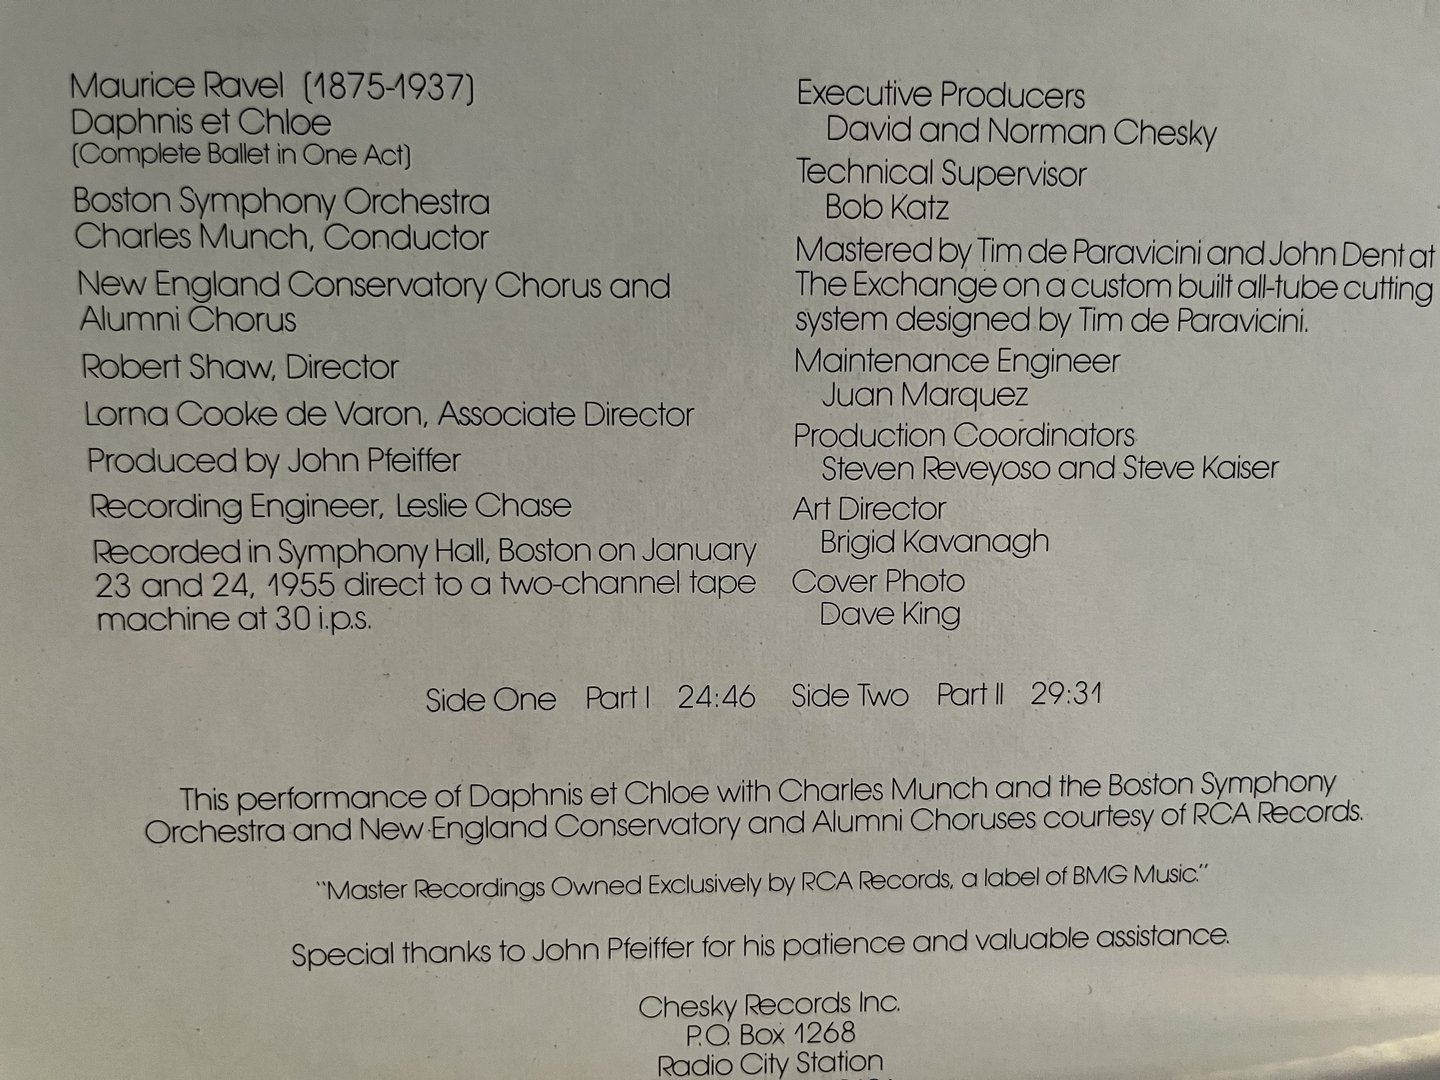 Maurice Ravel (1875-1937)
Daphnis et Chloe
(Complete Ballet in One Act)
Boston Symphony Orchestra
Charles Munch, Conductor
New England Conservatory Chorus and
Alumni Chorus
Robert Shaw, Director
Lorna Cooke de Varon, Associate Director
Produced by John Pfeiffer
Recording Engineer, Leslie Chase
Recorded in Symphony Hall, Boston on January
23 and 24, 1955 direct to a two-channel tape
machine at 30 i.p.s.
Executive Producers
David and Norman Chesky
Technical Supervisor
Bob Katz
Mastered by Tim de Paravicini and John Dent at
The Exchange on a custom built all-tube cutting
system designed by Tim de Paravicini.
Maintenance Engineer
Juan Marquez
Production Coordinators
Steven Reveyoso and Steve Kaiser
Art Director
Brigid Kavanagh
Cover Photo
Dave King
Side One Part I 24:46 Side Two Part II 29:31
This performance of Daphnis et Chloe with Charles Munch and the Boston Symphony
Orchestra and New England Conservatory and Alumni Choruses courtesy of RCA Records.
"Master Recordings Owned Exclusively by RCA Records, a label of BMG Music."
Special thanks to John Pfeiffer for his patience and valuable assistance.
Chesky Records Inc.
P.O. Box 1268
Radio City Station